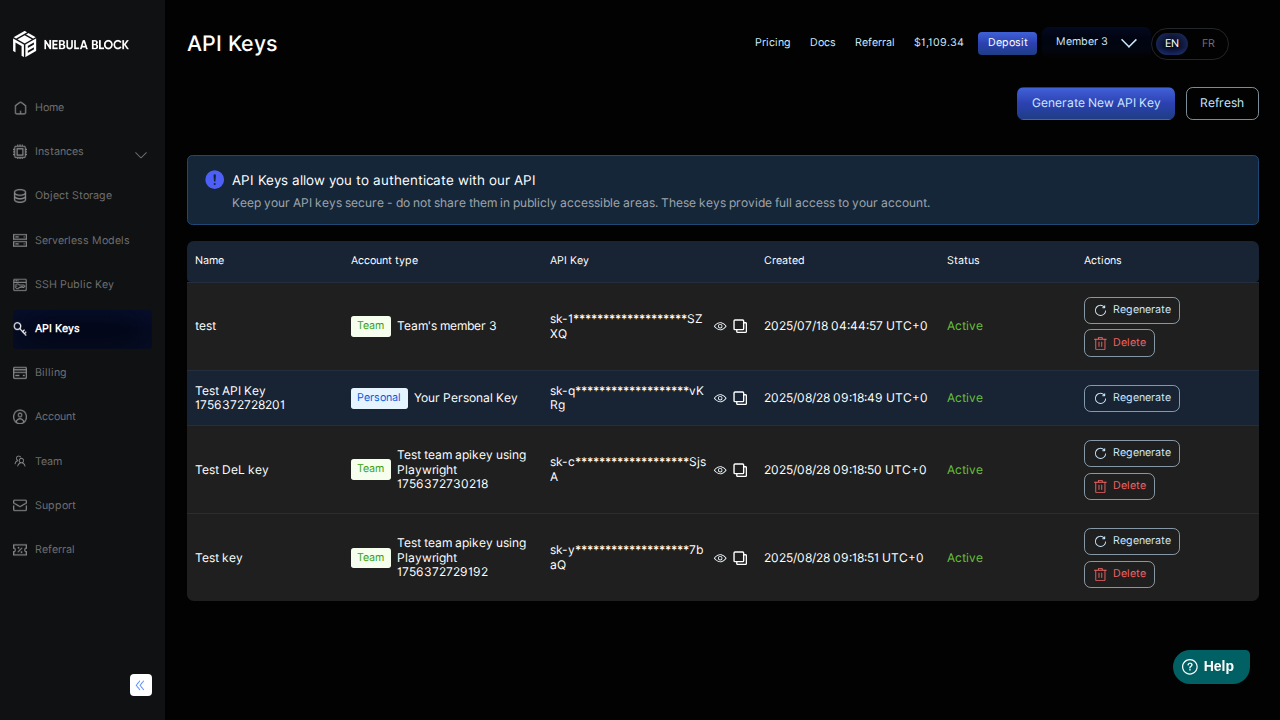 NEBULA BLOCK
Home
Instances
Object Storage
Serverless Models
SSH Public Key
API Keys
Billing
Account
Team
Support
Referral
API Keys
Pricing Docs Referral $1,109.34 Deposit Member 3 EN FR
Generate New API Key Refresh
API Keys allow you to authenticate with our API
Keep your API keys secure - do not share them in publicly accessible areas. These keys provide full access to your account.
Name Account type API Key Created Status Actions
test Team Team's member 3 sk-1*******************SZ
XQ 2025/07/18 04:44:57 UTC+0 Active Regenerate
Delete
Test API Key
1756372728201 Personal Your Personal Key sk-q*******************vK
Rg 2025/08/28 09:18:49 UTC+0 Active Regenerate
Test DeL key Team Test team apikey using
Playwright
1756372730218 sk-c*******************Sjs
A 2025/08/28 09:18:50 UTC+0 Active Regenerate
Delete
Test key Team Test team apikey using
Playwright
1756372729192 sk-y*******************7b
aQ 2025/08/28 09:18:51 UTC+0 Active Regenerate
Delete
Help